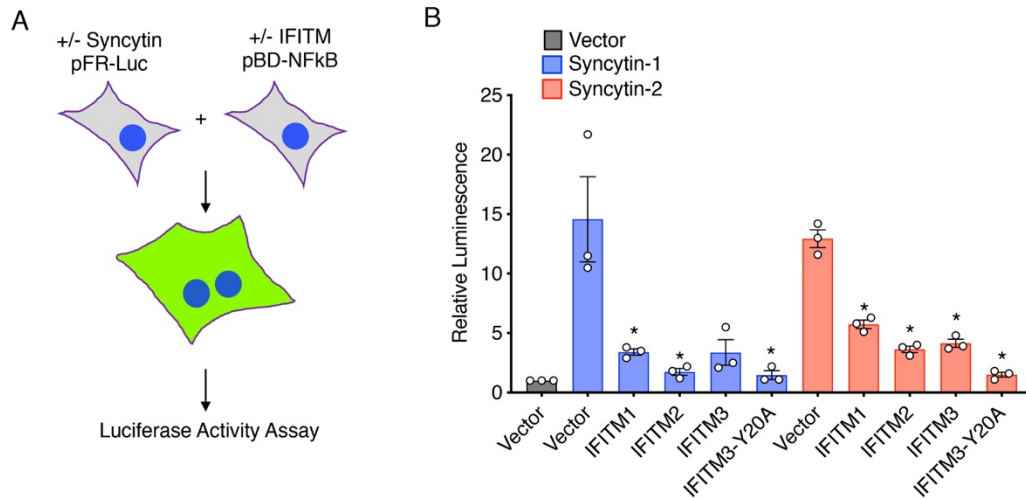 A
+/- Syncytin
pFR-Luc
+/- IFITM
pBD-NFkB
+
Luciferase Activity Assay
B
Vector
Syncytin-1
Syncytin-2
Relative Luminescence
25
20
15
10
5
0
* * * * * * *
Vector
Vector
IFITM1
IFITM2
IFITM3
IFITM3-Y20A
Vector
IFITM1
IFITM2
IFITM3
IFITM3-Y20A